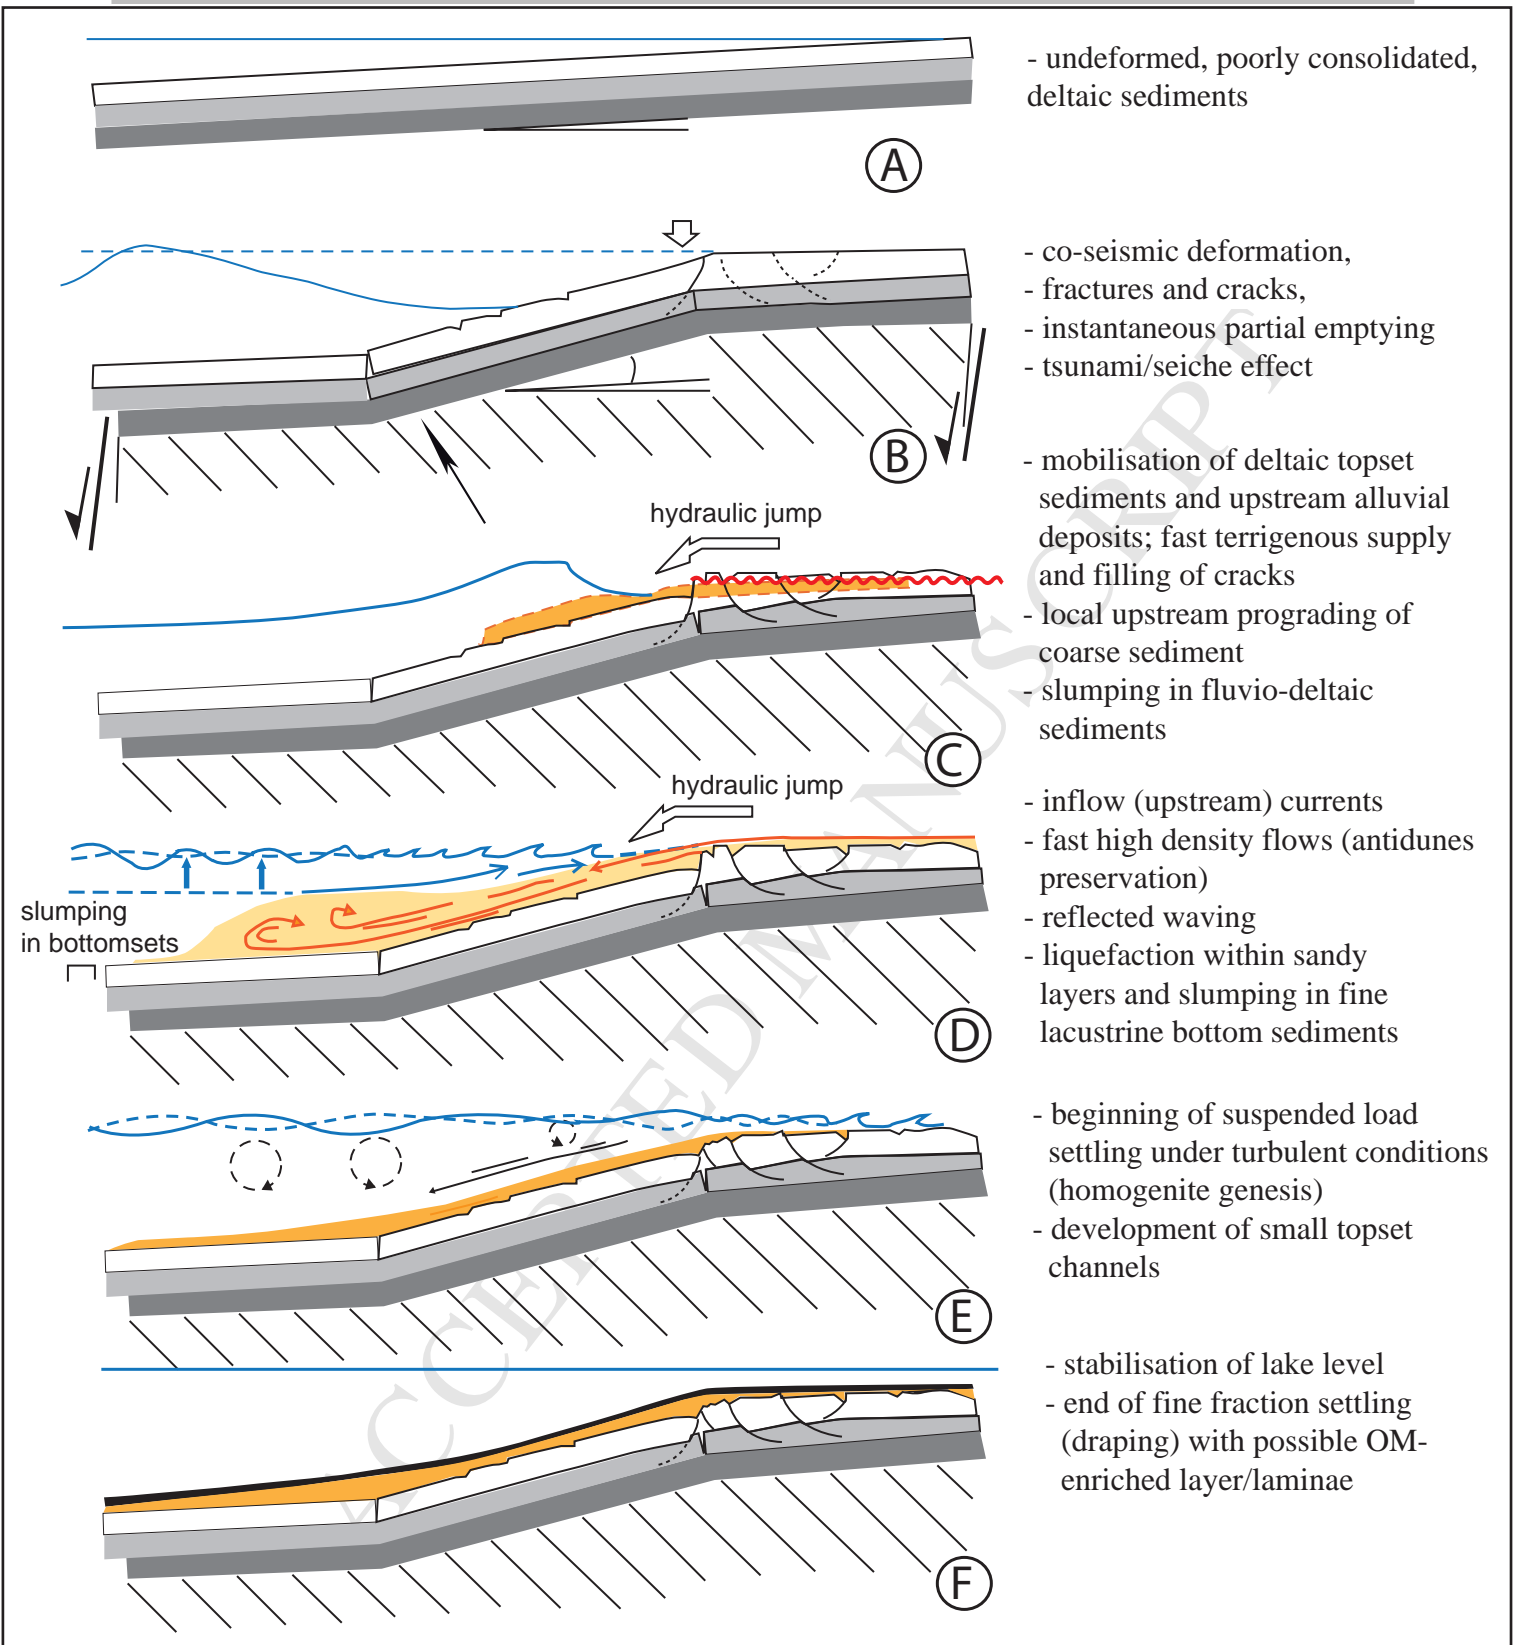 - undeformed, poorly consolidated,
deltaic sediments
A
- co-seismic deformation,
- fractures and cracks,
- instantaneous partial emptying
- tsunami/seiche effect
B
- mobilisation of deltaic topset
sediments and upstream alluvial
deposits; fast terrigenous supply
and filling of cracks
- local upstream prograding of
coarse sediment
- slumping in fluvio-deltaic
sediments
hydraulic jump
C
hydraulic jump
- inflow (upstream) currents
- fast high density flows (antidunes
preservation)
- reflected waving
- liquefaction within sandy
layers and slumping in fine
lacustrine bottom sediments
slumping
in bottomsets
D
- beginning of suspended load
settling under turbulent conditions
(homogenite genesis)
- development of small topset
channels
E
- stabilisation of lake level
- end of fine fraction settling
(draping) with possible OM-
enriched layer/laminae
F
ACCEPTED MANUSCRIPT